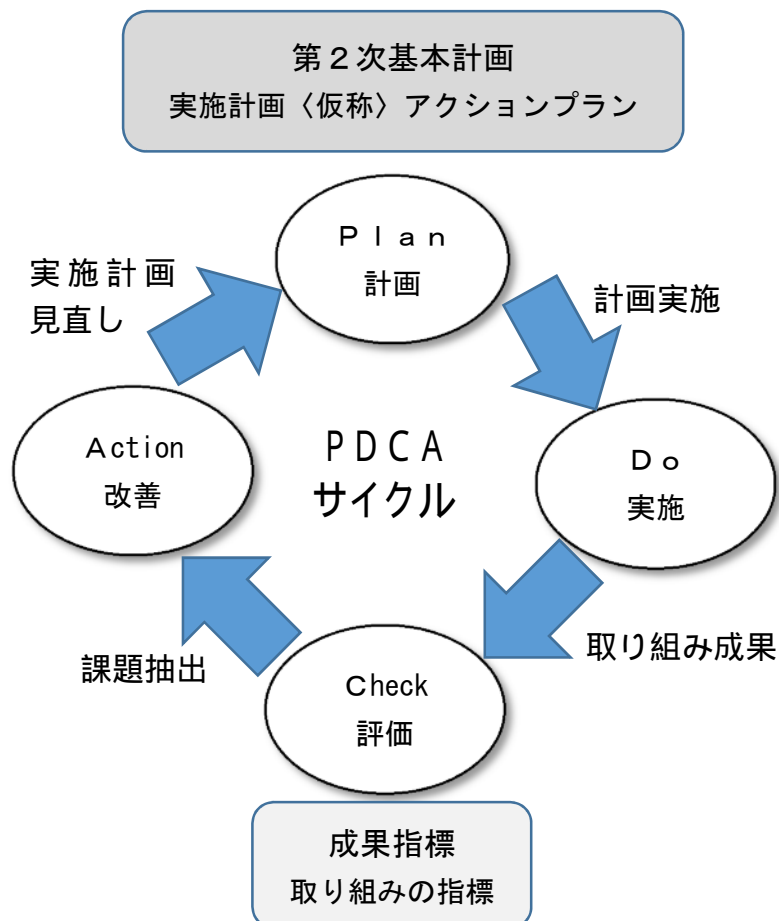 第２次基本計画
実施計画〈仮称〉アクションプラン
Ｐｌａｎ
計画
実施計画
見直し
計画実施
Ａction
改善
ＰＤＣＡ
サイクル
Ｄｏ
実施
課題抽出
取り組み成果
Ｃheck
評価
成果指標
取り組みの指標